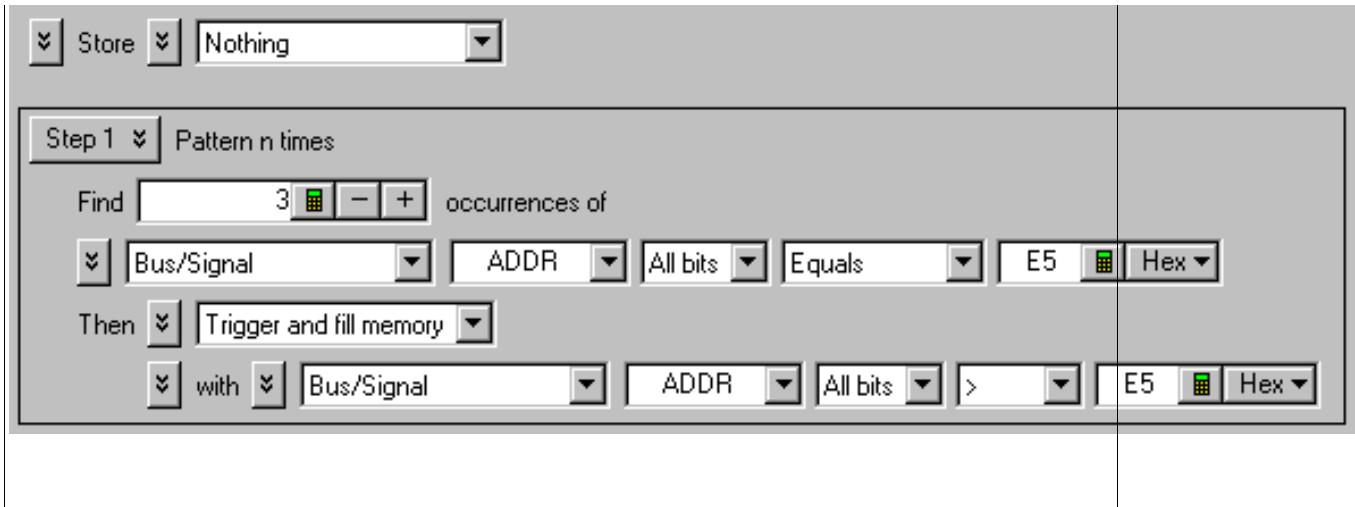 Store Nothing
Step 1 Pattern n times
Find 3 - + occurrences of
Bus/Signal ADDR All bits Equals E5 Hex
Then Trigger and fill memory
with Bus/Signal ADDR All bits > E5 Hex